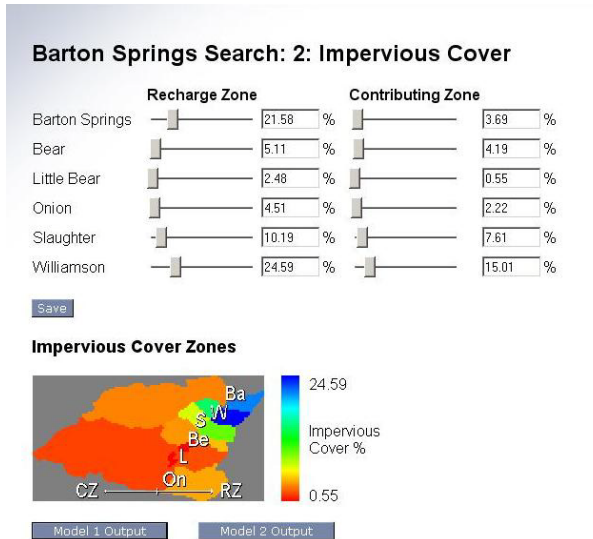 Barton Springs Search: 2: Impervious Cover
Recharge Zone Contributing Zone
Barton Springs 21.58 % 3.69 %
Bear 5.11 % 4.19 %
Little Bear 2.48 % 0.55 %
Onion 4.51 % 2.22 %
Slaughter 10.19 % 7.61 %
Williamson 24.59 % 15.01 %
Save
Impervious Cover Zones
Ba
S W
Be
L
On
CZ RZ
24.59
Impervious
Cover %
0.55
Model 1 Output Model 2 Output